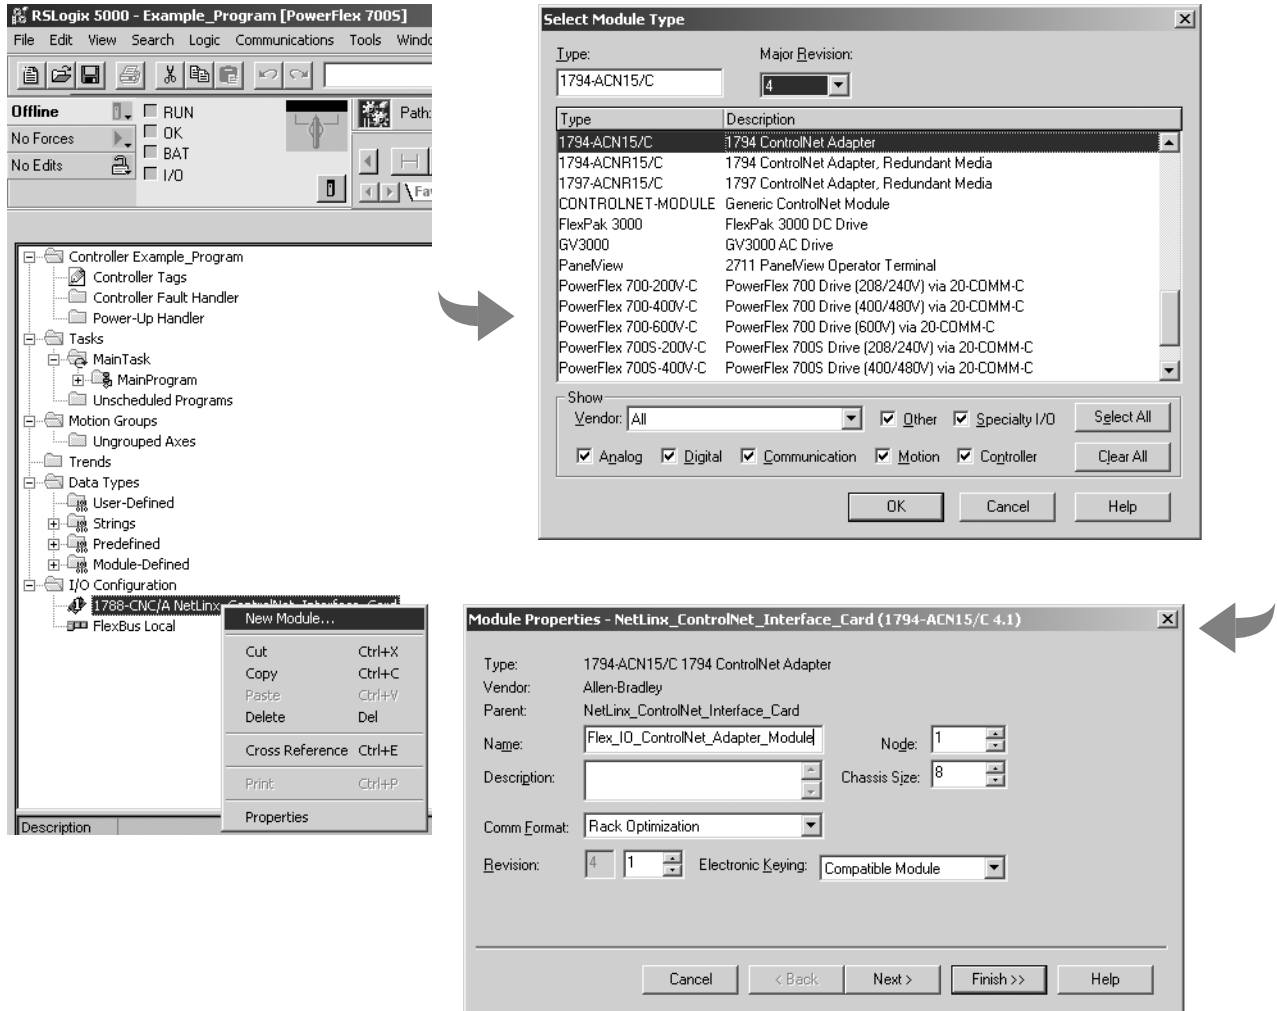 RSLogix 5000 - Example_Program [PowerFlex 700S]
File Edit View Search Logic Communications Tools Windo
Offline
RUN
Path:
No Forces
OK
BAT
No Edits
I/O
Fa
Controller Example_Program
Controller Tags
Controller Fault Handler
Power-Up Handler
Tasks
MainTask
MainProgram
Unscheduled Programs
Motion Groups
Ungrouped Axes
Trends
Data Types
User-Defined
Strings
Predefined
Module-Defined
I/O Configuration
1788-CNC/A NetLinx_ControlNet_Interface_Card
FlexBus Local
New Module...
Cut Ctrl+X
Copy Ctrl+C
Paste Ctrl+V
Delete Del
Cross Reference Ctrl+E
Print Ctrl+P
Properties
Description
Select Module Type
Type: Major Revision:
1794-ACN15/C 4
Type Description
1794-ACN15/C 1794 ControlNet Adapter
1794-ACNR15/C 1794 ControlNet Adapter, Redundant Media
1797-ACNR15/C 1797 ControlNet Adapter, Redundant Media
CONTROLNET-MODULE Generic ControlNet Module
FlexPak 3000 FlexPak 3000 DC Drive
GV3000 GV3000 AC Drive
PanelView 2711 PanelView Operator Terminal
PowerFlex 700-200V-C PowerFlex 700 Drive (208/240V) via 20-COMM-C
PowerFlex 700-400V-C PowerFlex 700 Drive (400/480V) via 20-COMM-C
PowerFlex 700-600V-C PowerFlex 700 Drive (600V) via 20-COMM-C
PowerFlex 700S-200V-C PowerFlex 700S Drive (208/240V) via 20-COMM-C
PowerFlex 700S-400V-C PowerFlex 700S Drive (400/480V) via 20-COMM-C
Show
Vendor: All Other Specialty I/O Select All
Analog Digital Communication Motion Controller Clear All
OK Cancel Help
Module Properties - NetLinx_ControlNet_Interface_Card (1794-ACN15/C 4.1)
Type: 1794-ACN15/C 1794 ControlNet Adapter
Vendor: Allen-Bradley
Parent: NetLinx_ControlNet_Interface_Card
Name: Flex_IO_ControlNet_Adapter_Module Node: 1
Description: Chassis Size: 8
Comm Format: Rack Optimization
Revision: 4 1 Electronic Keying: Compatible Module
Cancel < Back Next > Finish >> Help